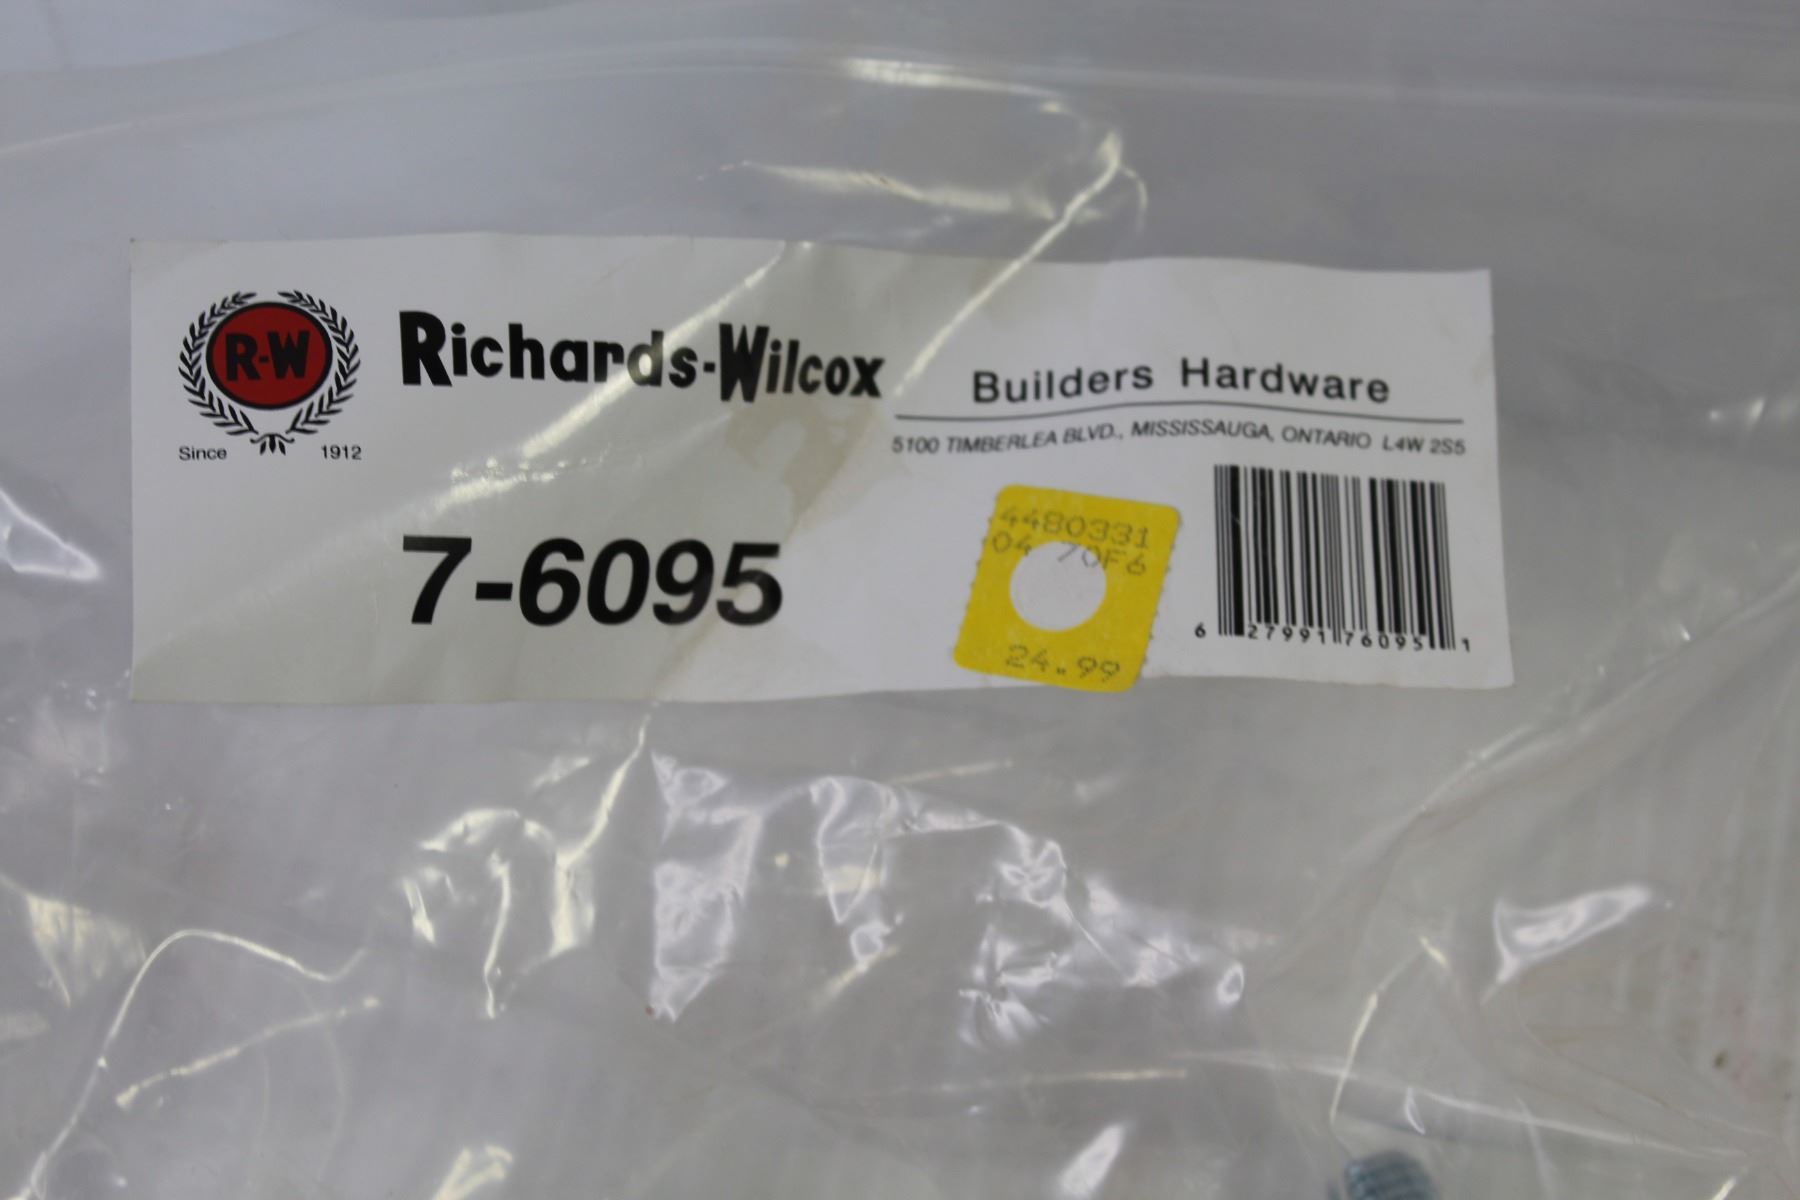 R-W
Since 1912
Richards-Wilcox
Builders Hardware
5100 TIMBERLEA BLVD., MISSISSAUGA, ONTARIO L4W 2S5
7-6095
4480331
04 70F6
24.99
6 27991 76095 1